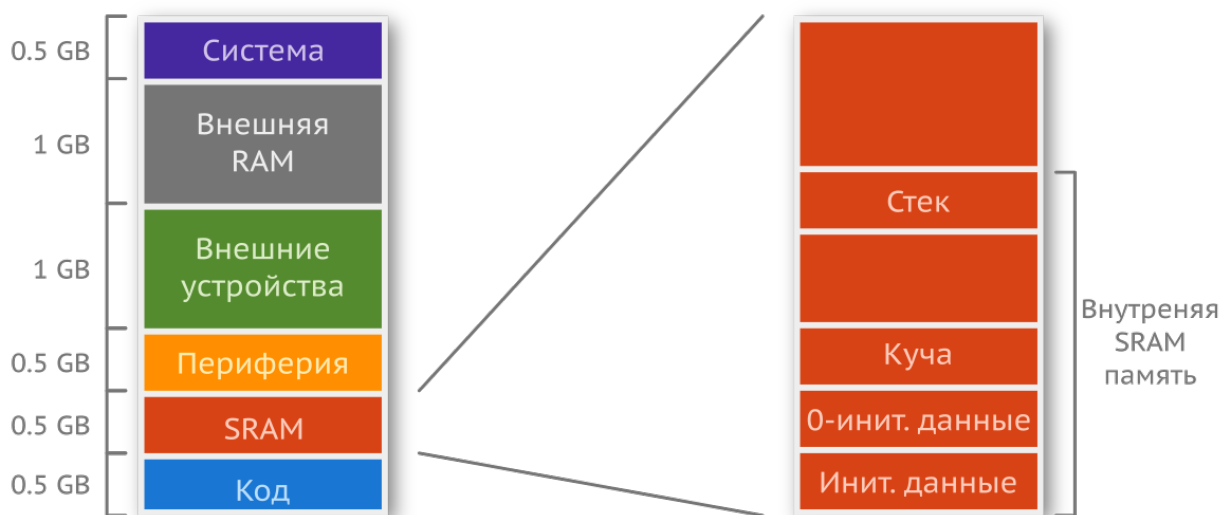 0.5 GB
Система
1 GB
Внешняя
RAM
1 GB
Внешние
устройства
0.5 GB
Периферия
0.5 GB
SRAM
0.5 GB
Код
Стек
Куча
0-инит. данные
Инит. данные
Внутреняя
SRAM
память